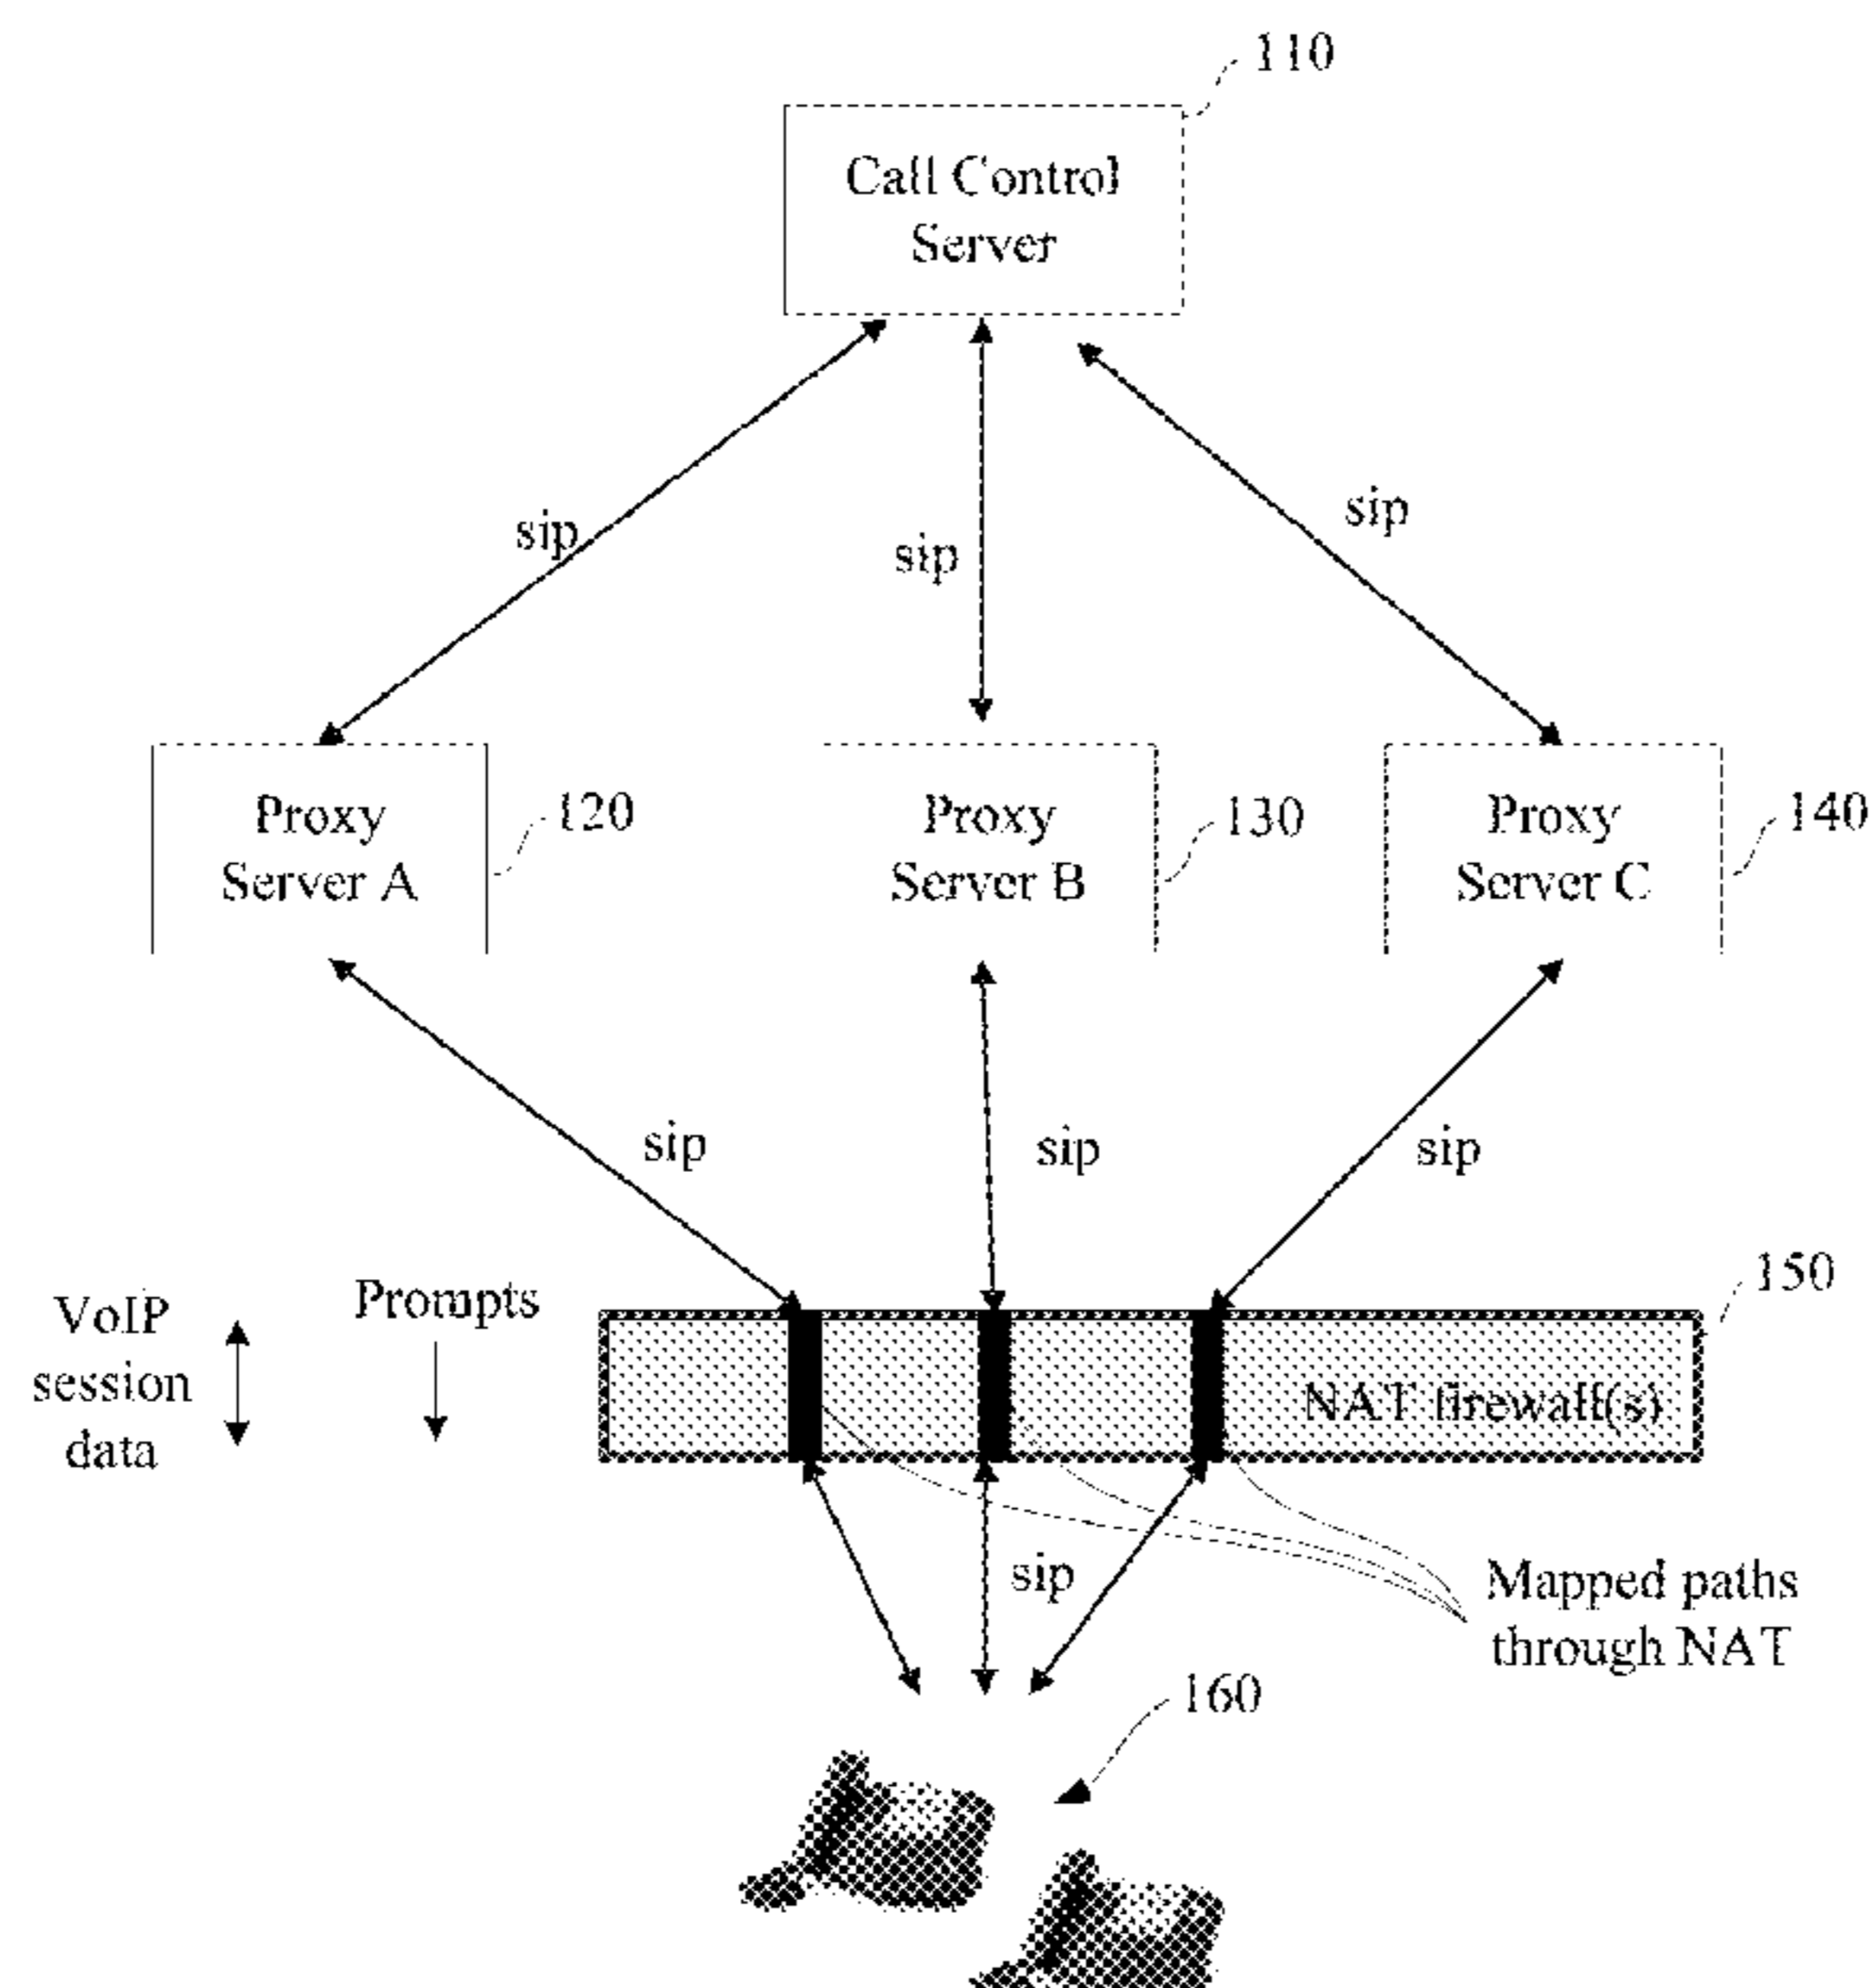 110
Call Control
Server
sip
sip
sip
Proxy
Server A
120
Proxy
Server B
130
Proxy
Server C
140
sip
sip
sip
VoIP
session
data
Prompts
150
NAT firewall(s)
sip
Mapped paths
through NAT
160